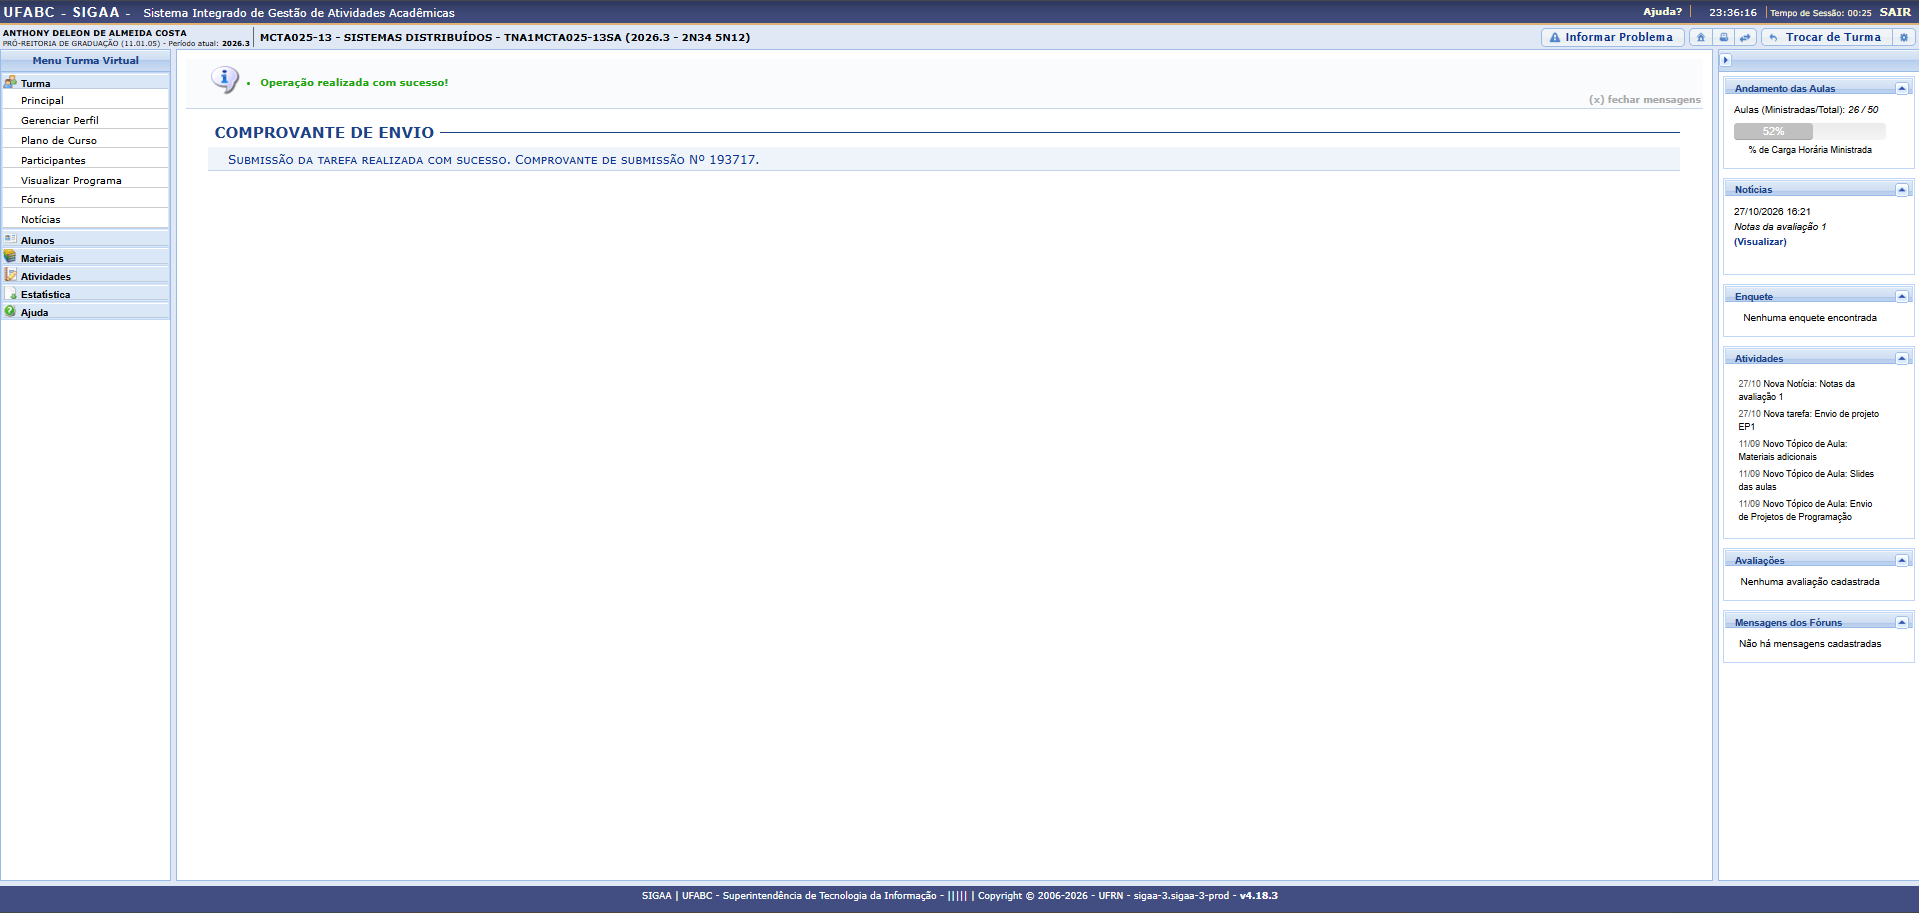 UFABC - SIGAA - Sistema Integrado de Gestão de Atividades Acadêmicas
Ajuda? 23:36:16 Tempo de Sessão: 00:25 SAIR
ANTHONY DELEON DE ALMEIDA COSTA
PRÓ-REITORIA DE GRADUAÇÃO (11.01.05) - Período atual: 2026.3
MCTA025-13 - SISTEMAS DISTRIBUÍDOS - TNA1MCTA025-13SA (2026.3 - 2N34 5N12)
Informar Problema
Trocar de Turma
Menu Turma Virtual
Turma
Principal
Gerenciar Perfil
Plano de Curso
Participantes
Visualizar Programa
Fóruns
Notícias
Alunos
Materiais
Atividades
Estatística
Ajuda
Operação realizada com sucesso!
(x) fechar mensagens
COMPROVANTE DE ENVIO
SUBMISSÃO DA TAREFA REALIZADA COM SUCESSO. COMPROVANTE DE SUBMISSÃO Nº 193717.
Andamento das Aulas
Aulas (Ministradas/Total): 26 / 50
52%
% de Carga Horária Ministrada
Notícias
27/10/2026 16:21
Notas da avaliação 1
(Visualizar)
Enquete
Nenhuma enquete encontrada
Atividades
27/10 Nova Notícia: Notas da
avaliação 1
27/10 Nova tarefa: Envio de projeto
EP1
11/09 Novo Tópico de Aula:
Materiais adicionais
11/09 Novo Tópico de Aula: Slides
das aulas
11/09 Novo Tópico de Aula: Envio
de Projetos de Programação
Avaliações
Nenhuma avaliação cadastrada
Mensagens dos Fóruns
Não há mensagens cadastradas
SIGAA | UFABC - Superintendência de Tecnologia da Informação - ||||| | Copyright © 2006-2026 - UFRN - sigaa-3.sigaa-3-prod - v4.18.3